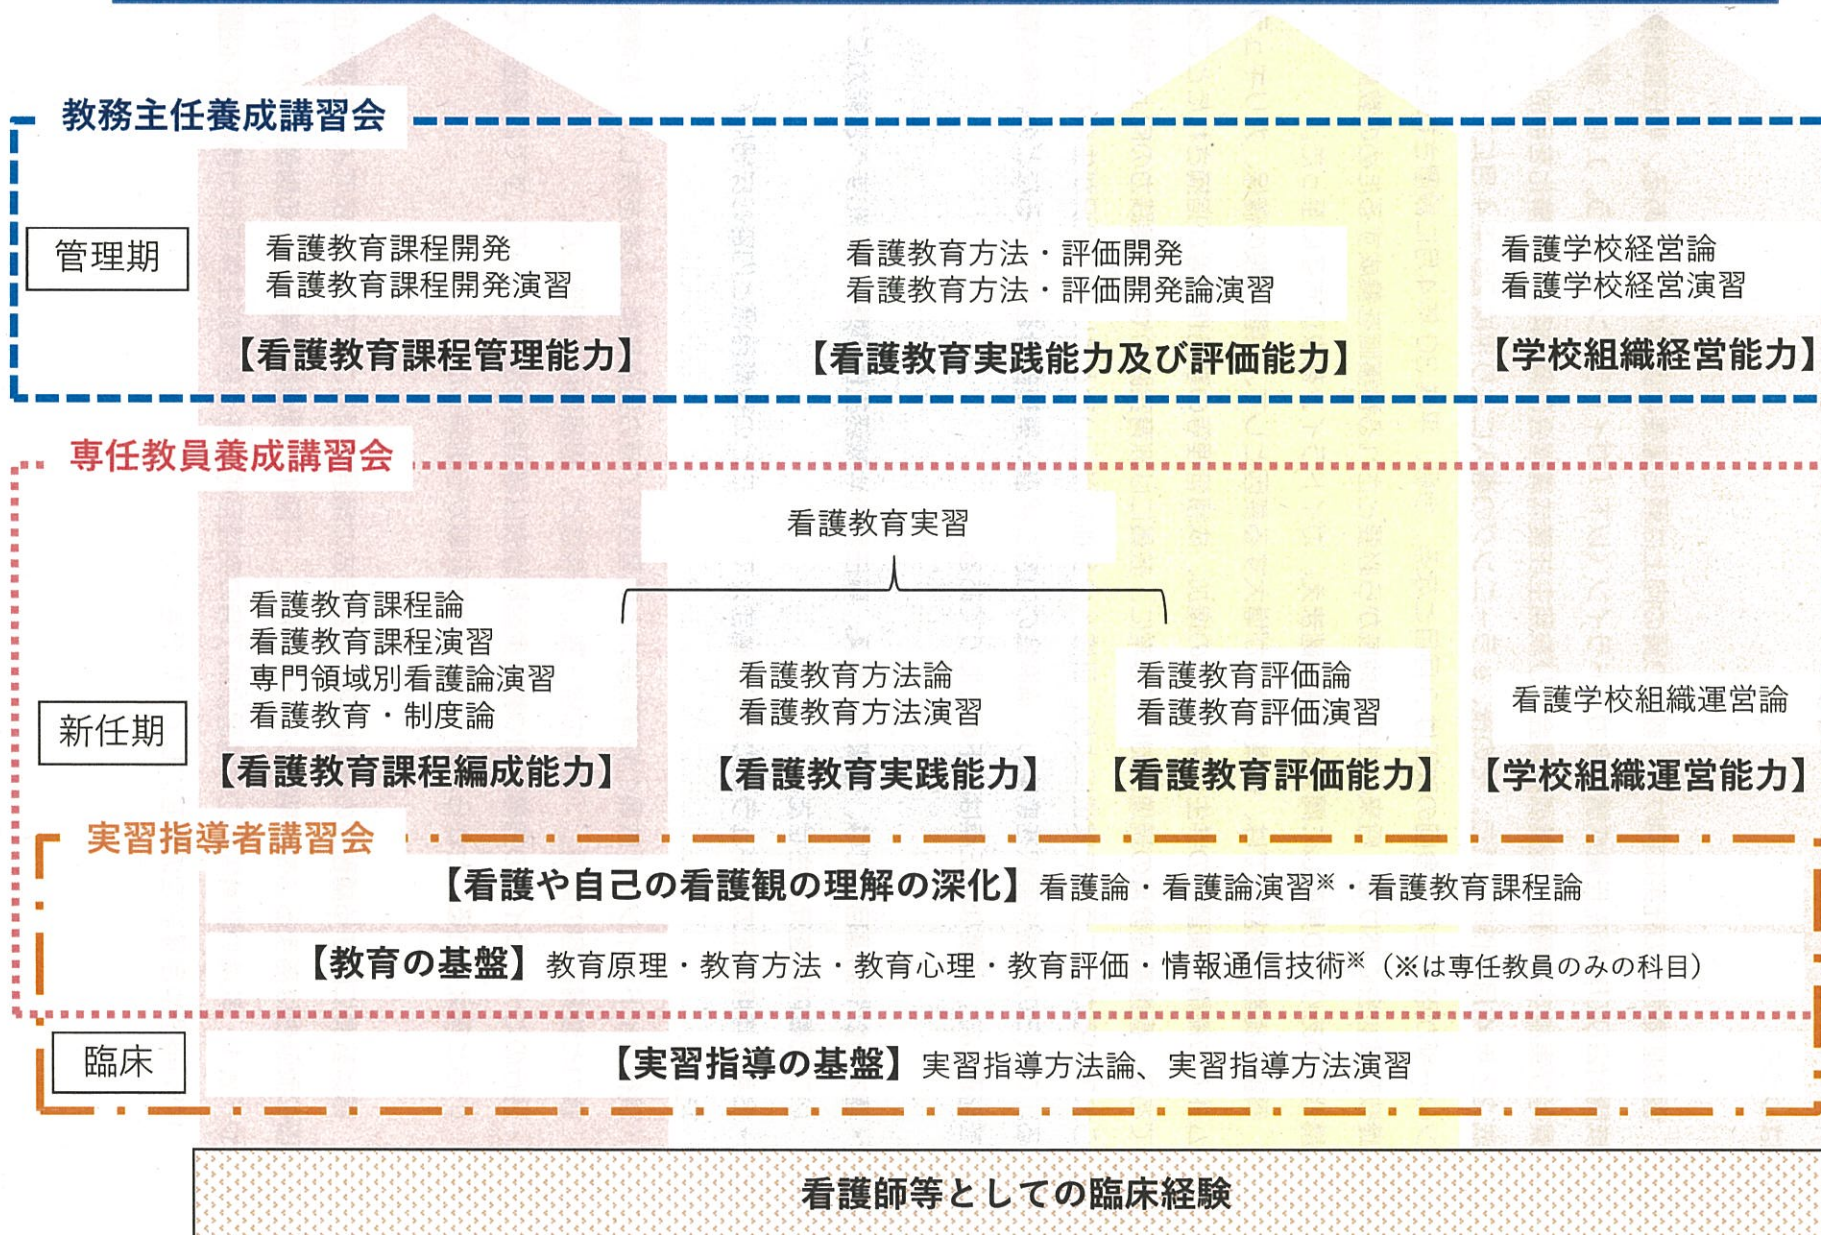 教務主任養成講習会
管理期
看護教育課程開発
看護教育課程開発演習
【看護教育課程管理能力】
看護教育方法・評価開発
看護教育方法・評価開発論演習
【看護教育実践能力及び評価能力】
看護学校経営論
看護学校経営演習
【学校組織経営能力】
専任教員養成講習会
看護教育実習
新任期
看護教育課程論
看護教育課程演習
専門領域別看護論演習
看護教育・制度論
【看護教育課程編成能力】
看護教育方法論
看護教育方法演習
【看護教育実践能力】
看護教育評価論
看護教育評価演習
【看護教育評価能力】
看護学校組織運営論
【学校組織運営能力】
実習指導者講習会
【看護や自己の看護観の理解の深化】看護論・看護論演習※・看護教育課程論
【教育の基盤】教育原理・教育方法・教育心理・教育評価・情報通信技術※（※は専任教員のみの科目）
臨床
【実習指導の基盤】実習指導方法論、実習指導方法演習
看護師等としての臨床経験